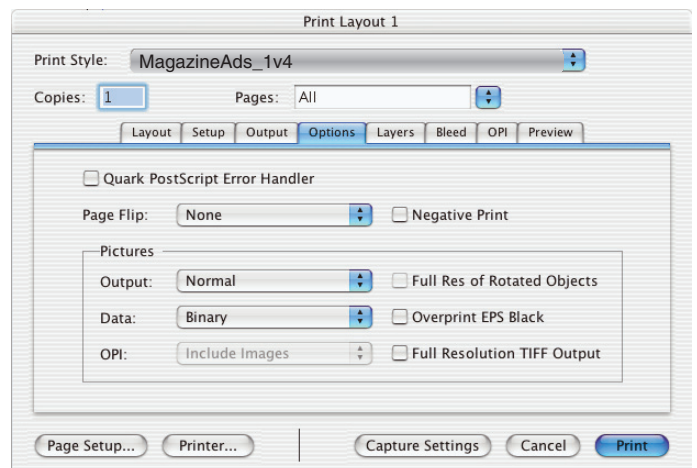 Print Layout 1
Print Style: MagazineAds_1v4
Copies: 1 Pages: All
Layout Setup Output Options Layers Bleed OPI Preview
Quark PostScript Error Handler
Page Flip: None Negative Print
Pictures
Output: Normal Full Res of Rotated Objects
Data: Binary Overprint EPS Black
OPI: Include Images Full Resolution TIFF Output
Page Setup... Printer... Capture Settings Cancel Print